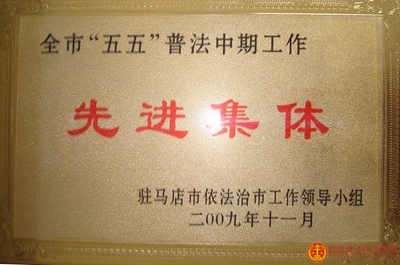 全市“五五”普法中期工作
先进集体
驻马店市依法治市工作领导小组
二00九年十一月